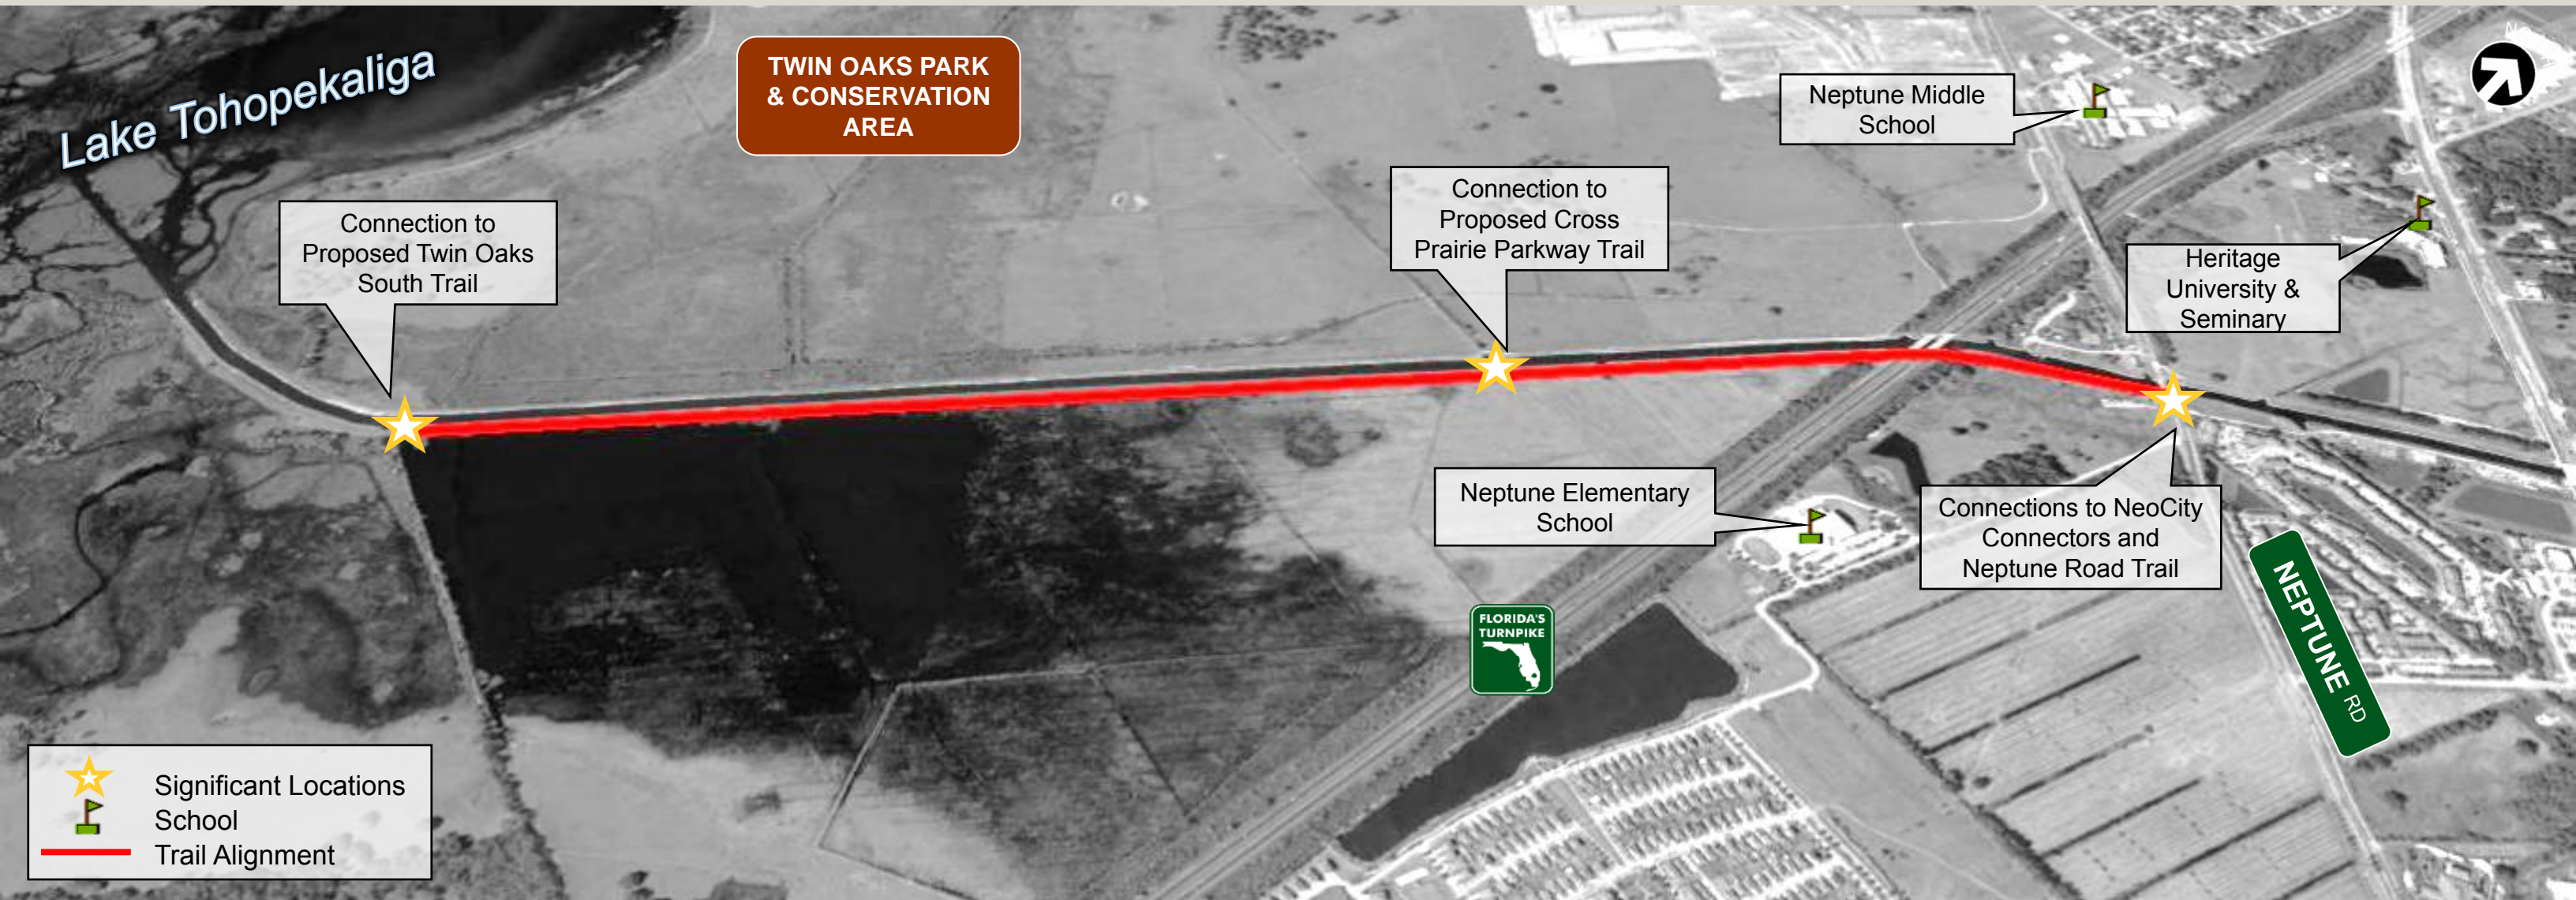 Lake Tohopekaliga
TWIN OAKS PARK
& CONSERVATION
AREA
Neptune Middle
School
Connection to
Proposed Cross
Prairie Parkway Trail
Connection to
Proposed Twin Oaks
South Trail
Heritage
University &
Seminary
Neptune Elementary
School
Connections to NeoCity
Connectors and
Neptune Road Trail
FLORIDA'S
TURNPIKE
NEPTUNE RD
Significant Locations
School
Trail Alignment